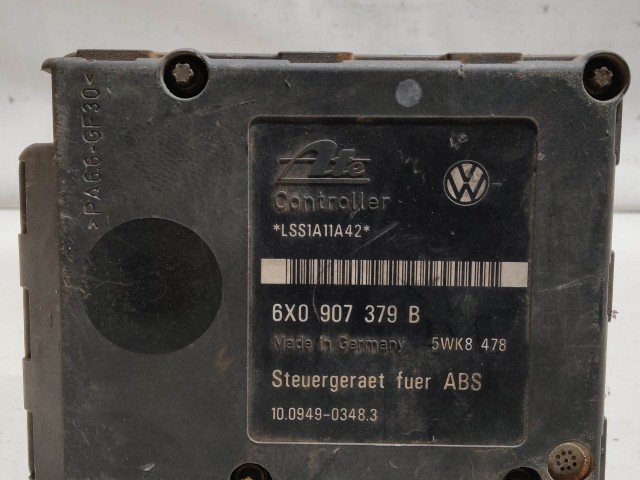 >PA66-GF30<
Ate
Controller
*LSS1A11A42*
6X0 907 379 B
Made in Germany 5WK8 478
Steuergeraet fuer ABS
10.0949-0348.3